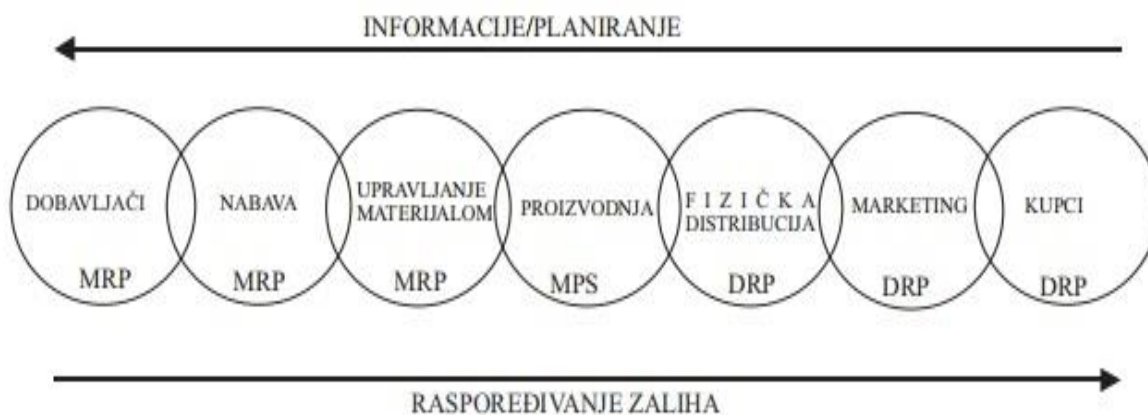 INFORMACIJE/PLANIRANJE
DOBAVLJAČI
MRP
NABAVA
MRP
UPRAVLJANJE
MATERIJALOM
MRP
PROIZVODNJA
MPS
F I Z I Č K A
DISTRIBUCIJA
DRP
MARKETING
DRP
KUPCI
DRP
RASPOREĐIVANJE ZALIHA